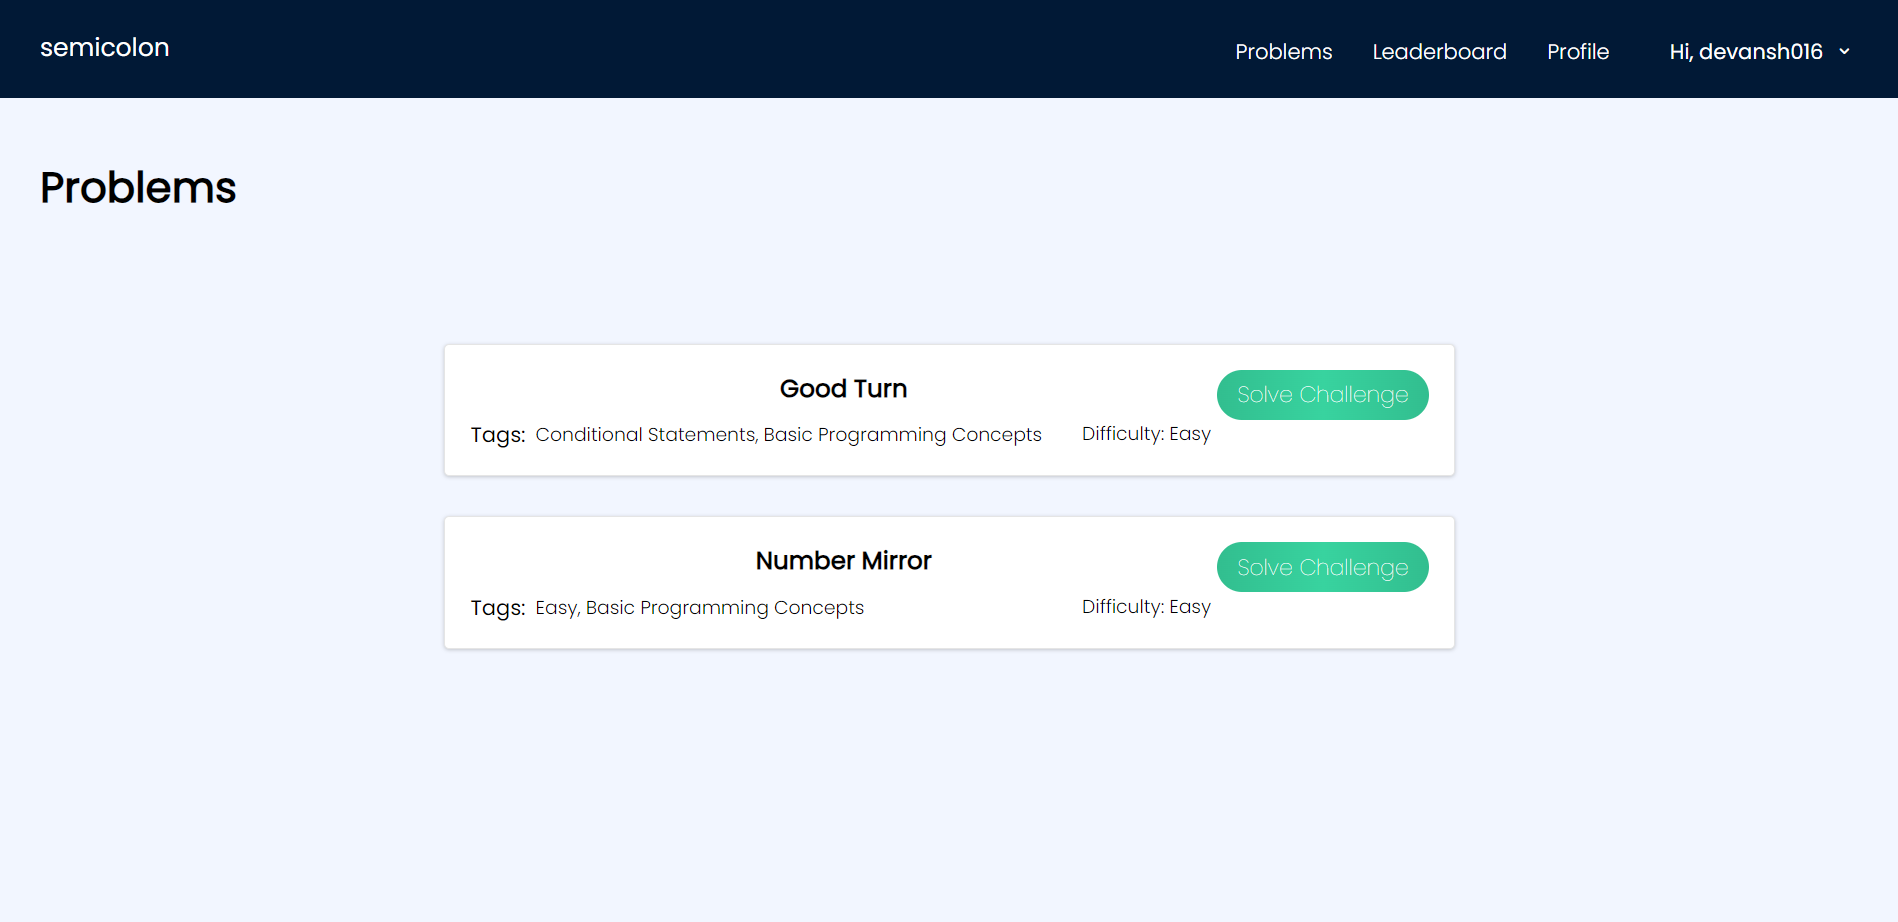 semicolon
Problems Leaderboard Profile Hi, devansh016
Problems
Good Turn
Solve Challenge
Tags: Conditional Statements, Basic Programming Concepts Difficulty: Easy
Number Mirror
Solve Challenge
Tags: Easy, Basic Programming Concepts Difficulty: Easy